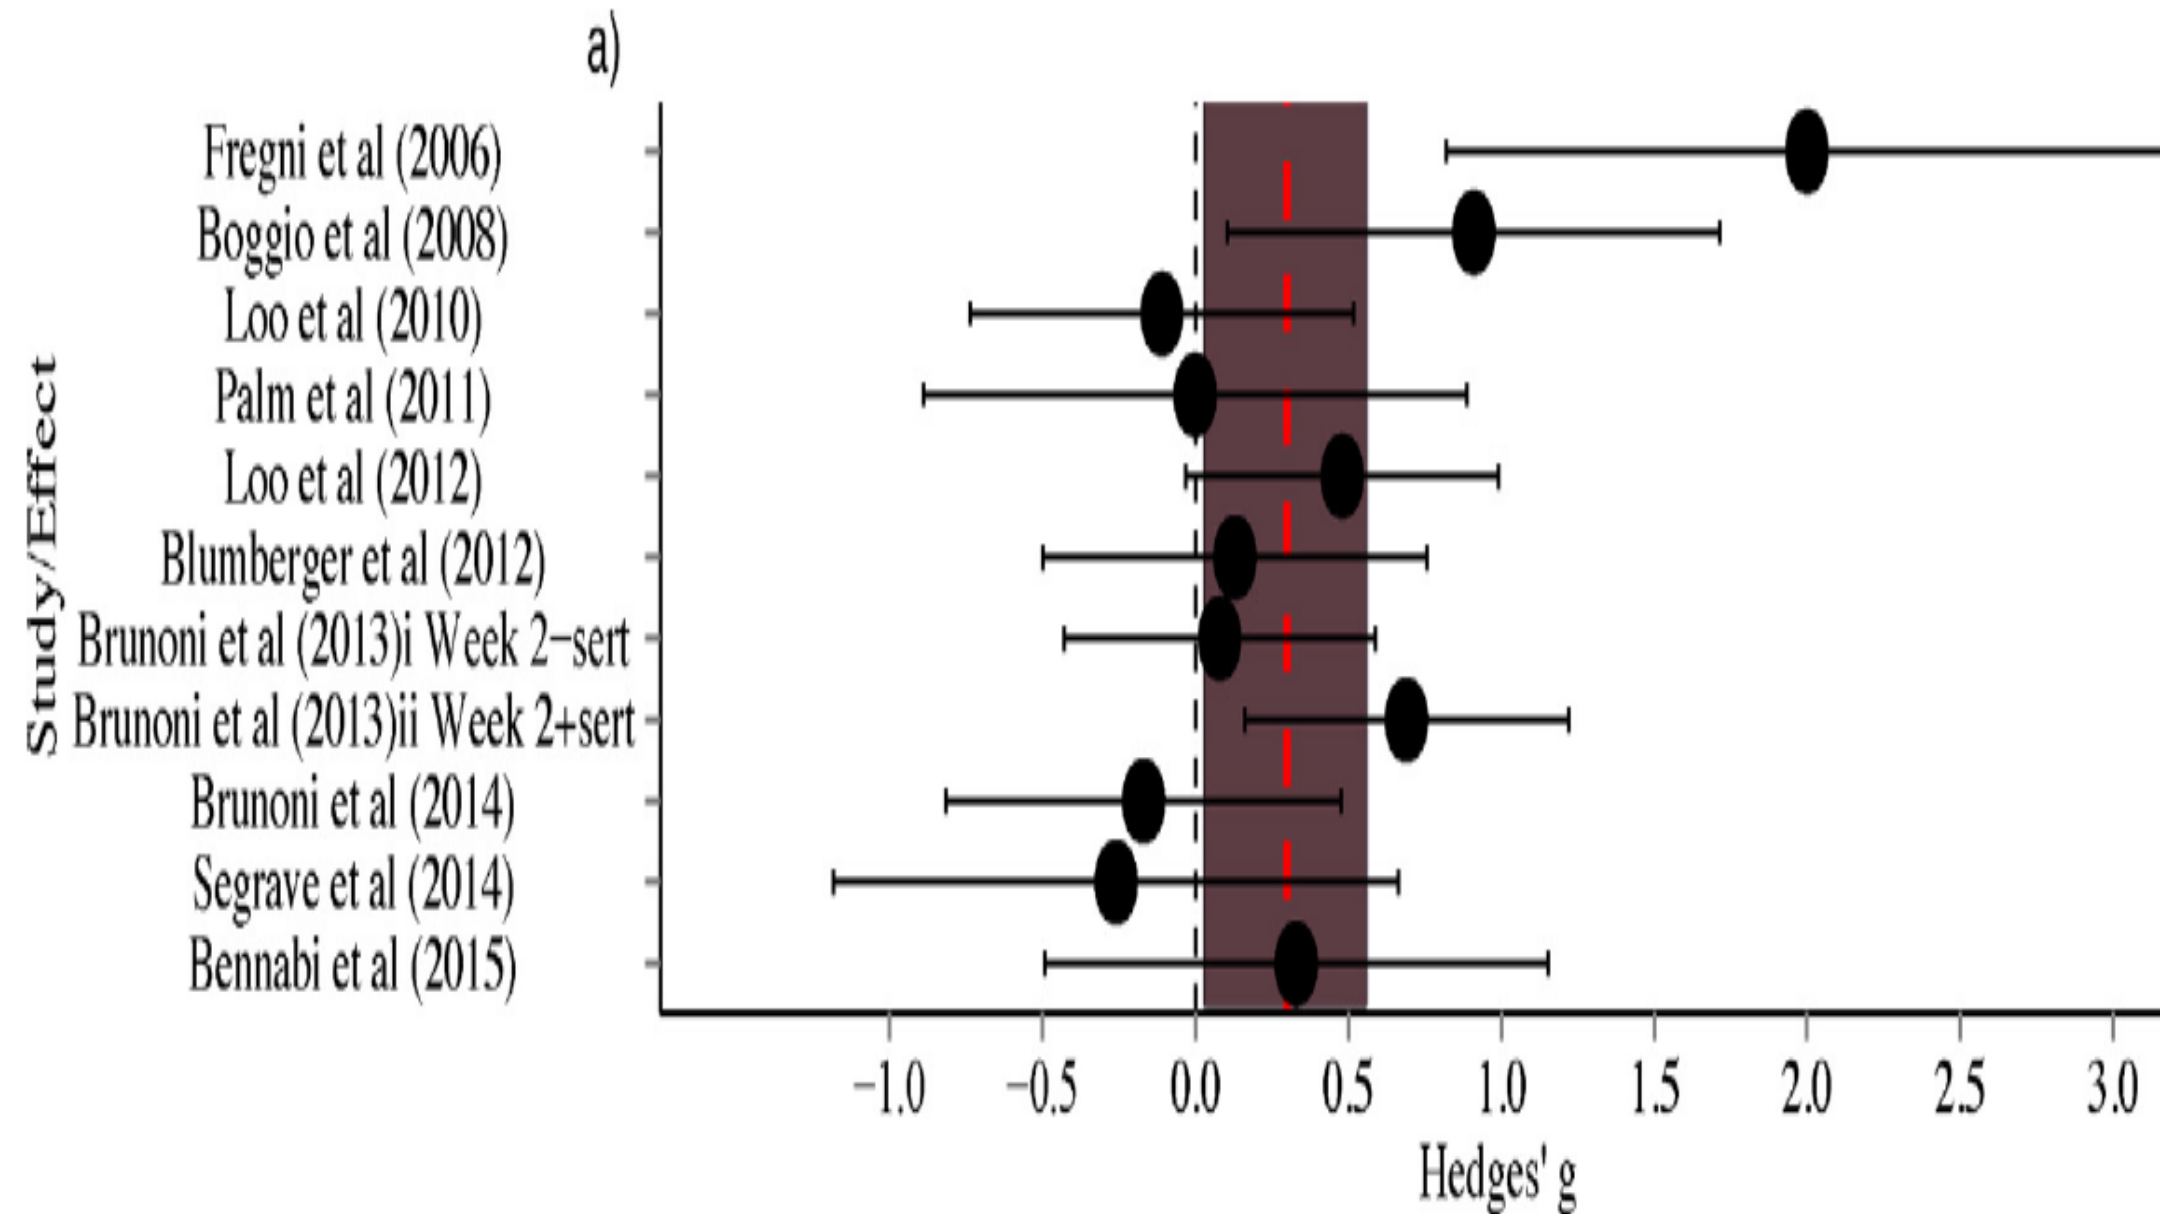 a)
Fregni et al (2006)
Boggio et al (2008)
Loo et al (2010)
Palm et al (2011)
Loo et al (2012)
Blumberger et al (2012)
Brunoni et al (2013)i Week 2−sert
Brunoni et al (2013)ii Week 2+sert
Brunoni et al (2014)
Segrave et al (2014)
Bennabi et al (2015)
Study/Effect
−1.0 −0.5 0.0 0.5 1.0 1.5 2.0 2.5 3.0
Hedges' g